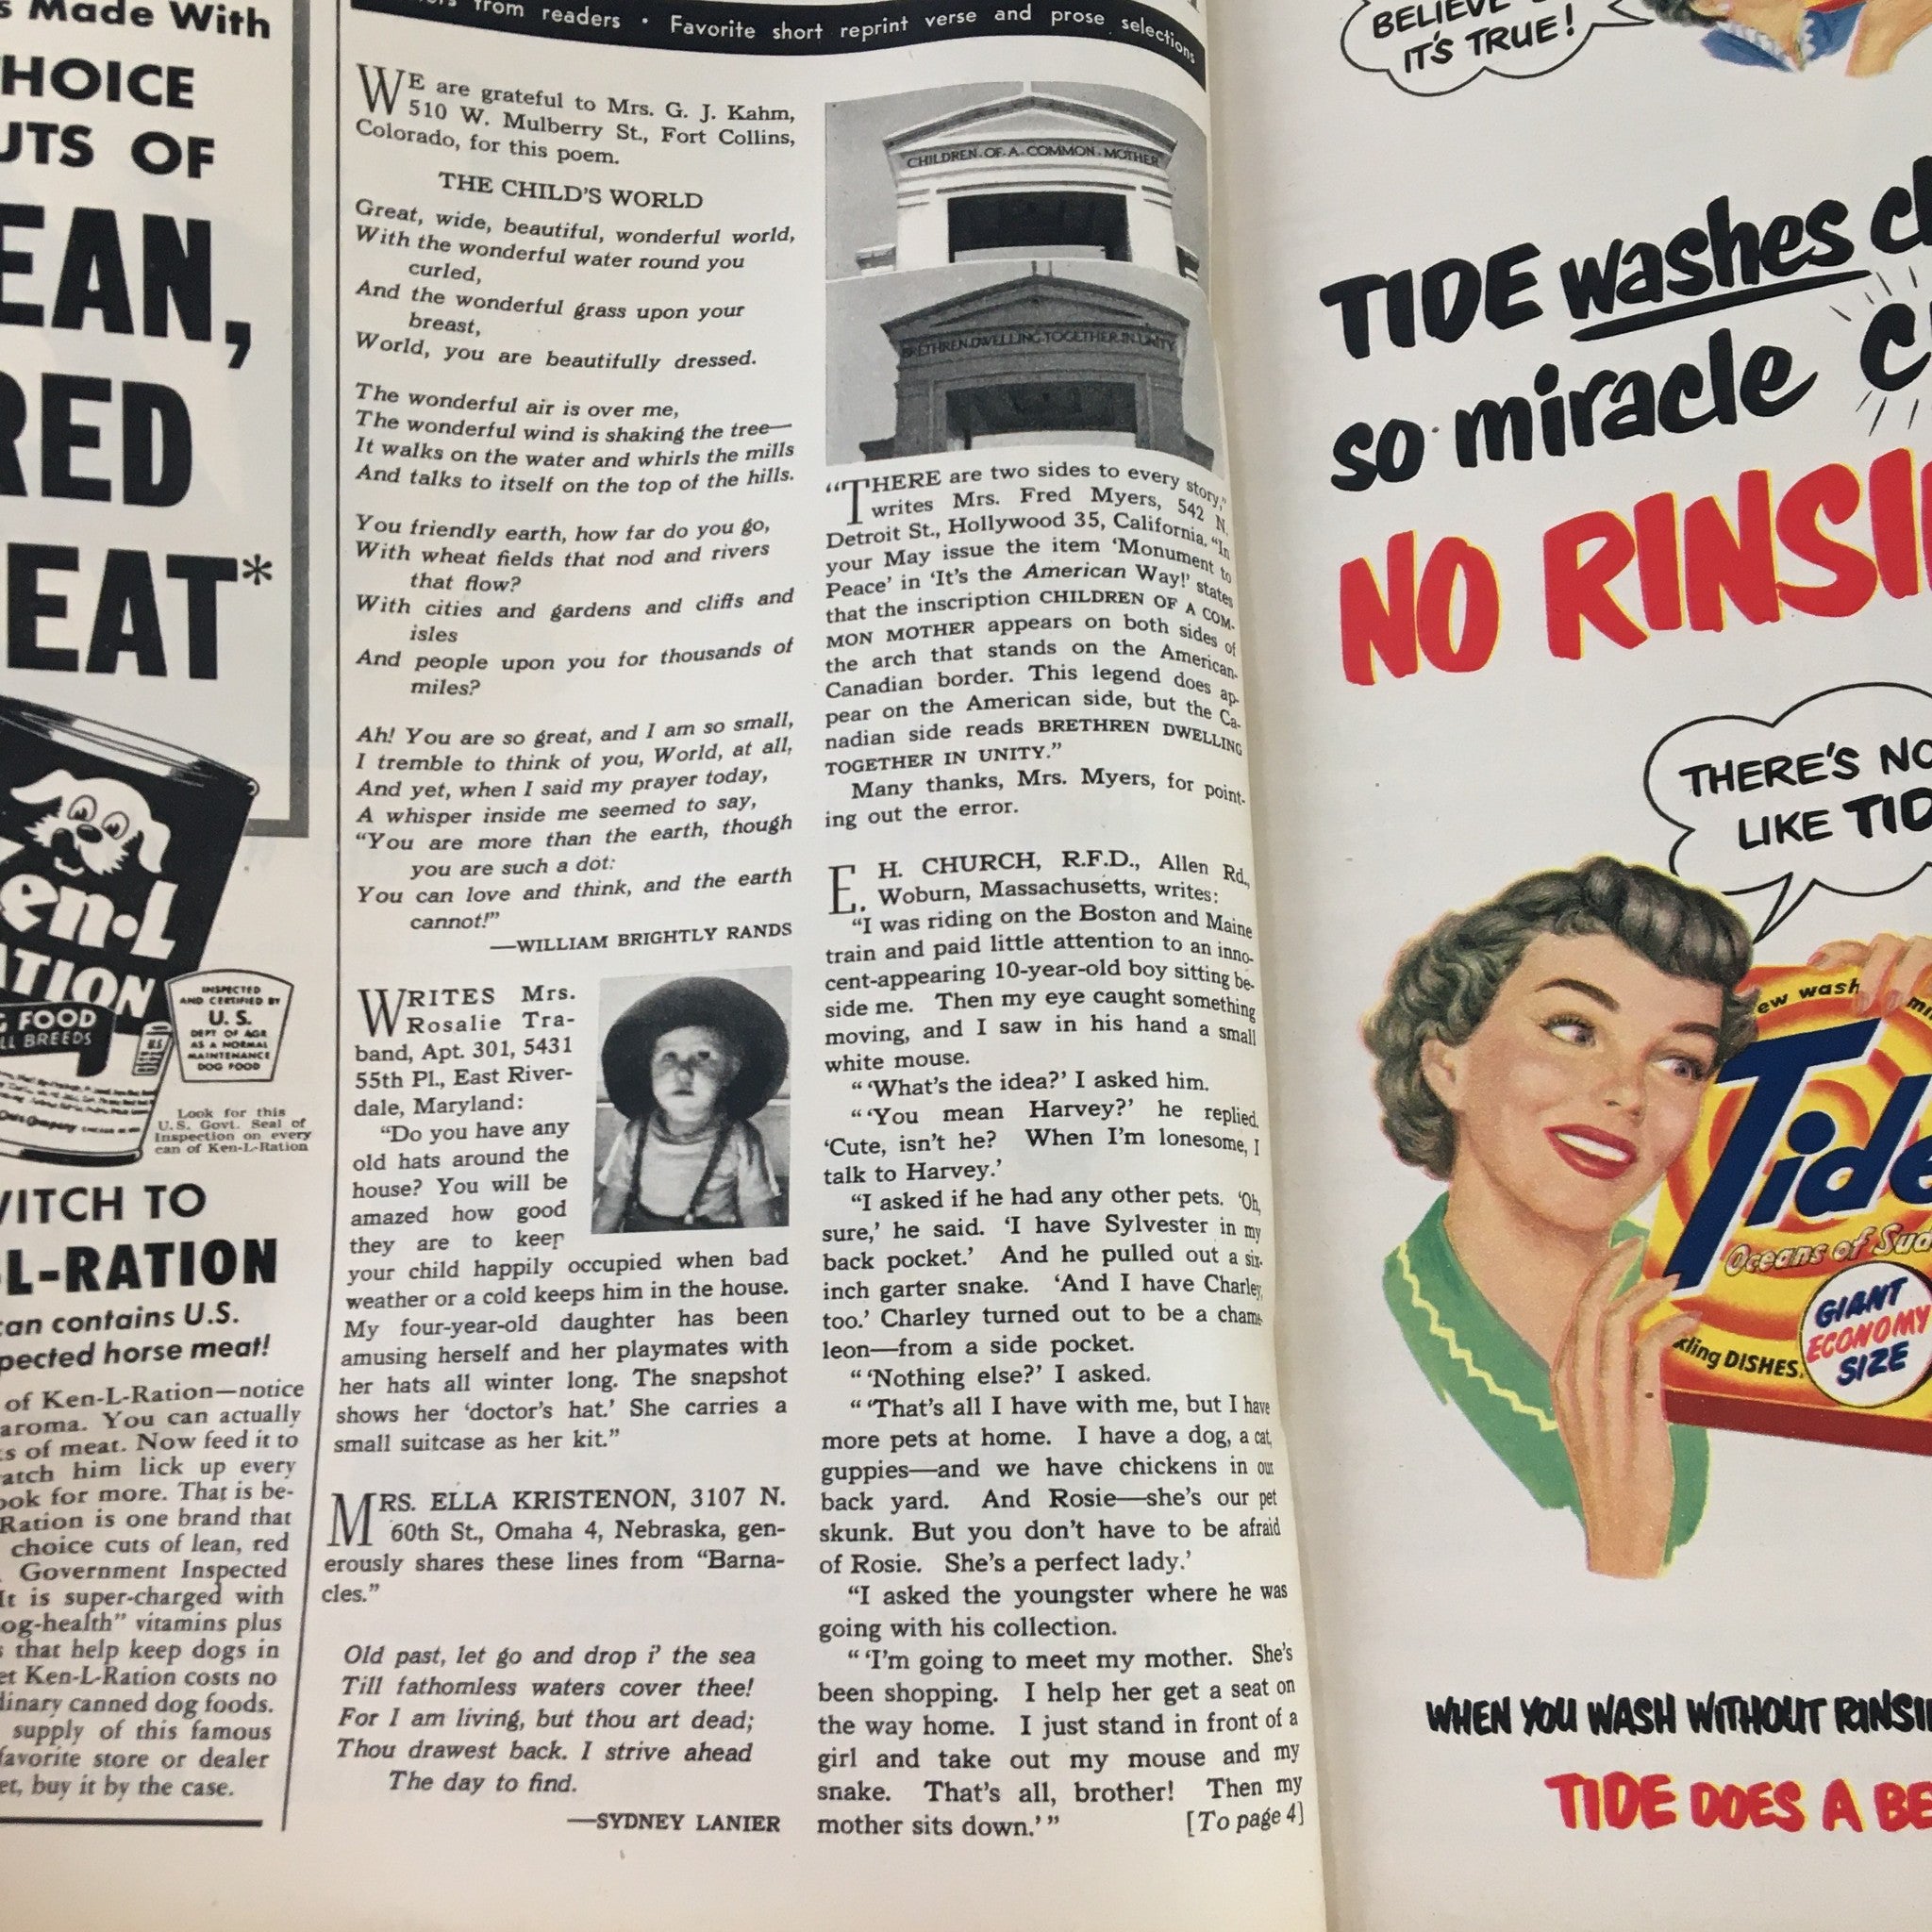 Made With
HOICE
UTS OF
EAN,
RED
EAT*
INSPECTED
AND CERTIFIED BY
U. S.
DEPT OF AGR
AS A NORMAL
MAINTENANCE
DOG FOOD
FOOD
BREEDS
Look for this
U. S. Govt. Seal of
Inspection on every
can of Ken-L-Ration
WITCH TO
-L-RATION
can contains U.S.
pected horse meat!
of Ken-L-Ration—notice
aroma. You can actually
s of meat. Now feed it to
atch him lick up every
ook for more. That is be-
Ration is one brand that
choice cuts of lean, red
Government Inspected
It is super-charged with
og-health” vitamins plus
that help keep dogs in
et Ken-L-Ration costs no
dinary canned dog foods.
supply of this famous
favorite store or dealer
et, buy it by the case.
from readers • Favorite short reprint verse and prose selections
WE are grateful to Mrs. G. J. Kahm,
510 W. Mulberry St., Fort Collins,
Colorado, for this poem.
THE CHILD'S WORLD
Great, wide, beautiful, wonderful world,
With the wonderful water round you
curled,
And the wonderful grass upon your
breast,
World, you are beautifully dressed.
The wonderful air is over me,
The wonderful wind is shaking the tree—
It walks on the water and whirls the mills
And talks to itself on the top of the hills.
You friendly earth, how far do you go,
With wheat fields that nod and rivers
that flow?
With cities and gardens and cliffs and
isles
And people upon you for thousands of
miles?
Ah! You are so great, and I am so small,
I tremble to think of you, World, at all,
And yet, when I said my prayer today,
A whisper inside me seemed to say,
“You are more than the earth, though
you are such a dot:
You can love and think, and the earth
cannot!”
—WILLIAM BRIGHTLY RANDS
WRITES Mrs.
Rosalie Tra-
band, Apt. 301, 5431
55th Pl., East River-
dale, Maryland:
“Do you have any
old hats around the
house? You will be
amazed how good
they are to keep
your child happily occupied when bad
weather or a cold keeps him in the house.
My four-year-old daughter has been
amusing herself and her playmates with
her hats all winter long. The snapshot
shows her ‘doctor's hat.’ She carries a
small suitcase as her kit.”
MRS. ELLA KRISTENON, 3107 N.
60th St., Omaha 4, Nebraska, gen-
erously shares these lines from “Barna-
cles.”
Old past, let go and drop i' the sea
Till fathomless waters cover thee!
For I am living, but thou art dead;
Thou drawest back. I strive ahead
The day to find.
—SYDNEY LANIER
CHILDREN·OF·A·COMMON·MOTHER
BRETHREN·DWELLING·TOGETHER·IN·UNITY
“THERE are two sides to every story,”
writes Mrs. Fred Myers, 542 N.
Detroit St., Hollywood 35, California. “In
your May issue the item ‘Monument to
Peace’ in ‘It's the American Way!’ states
that the inscription CHILDREN OF A COM-
MON MOTHER appears on both sides of
the arch that stands on the American-
Canadian border. This legend does ap-
pear on the American side, but the Ca-
nadian side reads BRETHREN DWELLING
TOGETHER IN UNITY.”
Many thanks, Mrs. Myers, for point-
ing out the error.
E. H. CHURCH, R.F.D., Allen Rd.,
Woburn, Massachusetts, writes:
“I was riding on the Boston and Maine
train and paid little attention to an inno-
cent-appearing 10-year-old boy sitting be-
side me. Then my eye caught something
moving, and I saw in his hand a small
white mouse.
“‘What's the idea?’ I asked him.
“‘You mean Harvey?’ he replied.
‘Cute, isn't he? When I'm lonesome, I
talk to Harvey.’
“I asked if he had any other pets. ‘Oh,
sure,’ he said. ‘I have Sylvester in my
back pocket.’ And he pulled out a six-
inch garter snake. ‘And I have Charley,
too.’ Charley turned out to be a chame-
leon—from a side pocket.
“‘Nothing else?’ I asked.
“‘That's all I have with me, but I have
more pets at home. I have a dog, a cat,
guppies—and we have chickens in our
back yard. And Rosie—she's our pet
skunk. But you don't have to be afraid
of Rosie. She's a perfect lady.’
“I asked the youngster where he was
going with his collection.
“‘I'm going to meet my mother. She's
been shopping. I help her get a seat on
the way home. I just stand in front of a
girl and take out my mouse and my
snake. That's all, brother! Then my
mother sits down.’”
[To page 4]
BELIEVE
IT'S TRUE!
TIDE washes
so miracle
NO RINSI
THERE'S NO
LIKE TID
ew wash
Tide
Oceans of Sud
GIANT
ECONOMY
SIZE
kling DISHES.
WHEN YOU WASH WITHOUT RINSI
TIDE DOES A BE